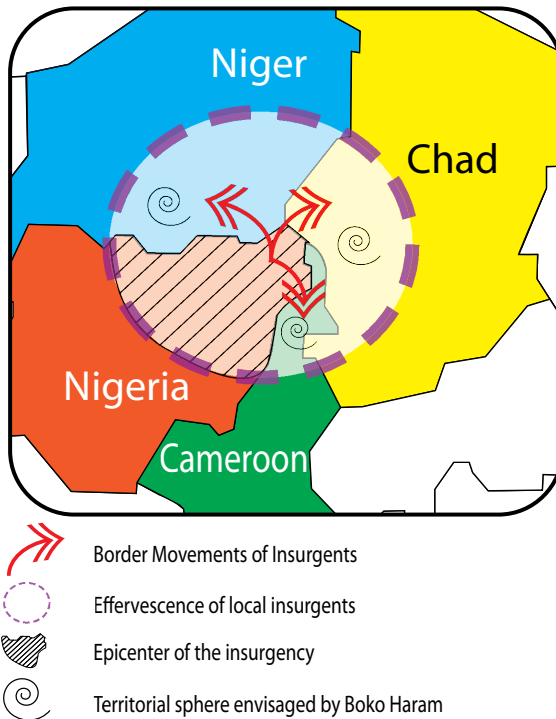 Niger
Chad
Nigeria
Cameroon
Border Movements of Insurgents
Effervescence of local insurgents
Epicenter of the insurgency
Territorial sphere envisaged by Boko Haram